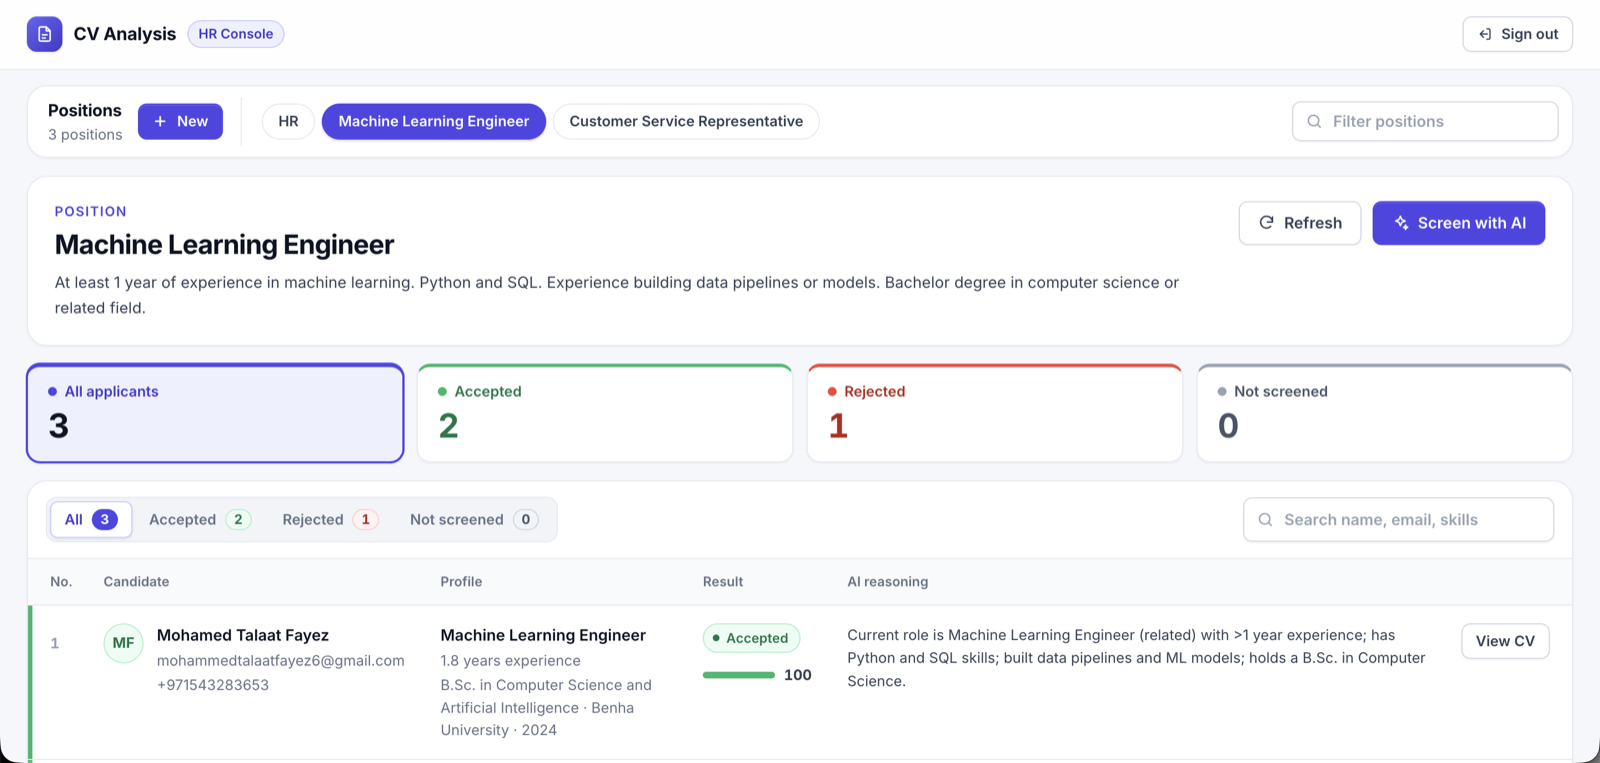 CV Analysis
HR Console
Sign out
Positions
3 positions
+ New
HR
Machine Learning Engineer
Customer Service Representative
Filter positions
POSITION
Machine Learning Engineer
At least 1 year of experience in machine learning. Python and SQL. Experience building data pipelines or models. Bachelor degree in computer science or
related field.
Refresh
Screen with AI
All applicants
3
Accepted
2
Rejected
1
Not screened
0
All 3
Accepted 2
Rejected 1
Not screened 0
Search name, email, skills
No.
Candidate
Profile
Result
AI reasoning
1
MF
Mohamed Talaat Fayez
mohammedtalaatfayez6@gmail.com
+971543283653
Machine Learning Engineer
1.8 years experience
B.Sc. in Computer Science and
Artificial Intelligence · Benha
University · 2024
Accepted
100
Current role is Machine Learning Engineer (related) with >1 year experience; has
Python and SQL skills; built data pipelines and ML models; holds a B.Sc. in Computer
Science.
View CV